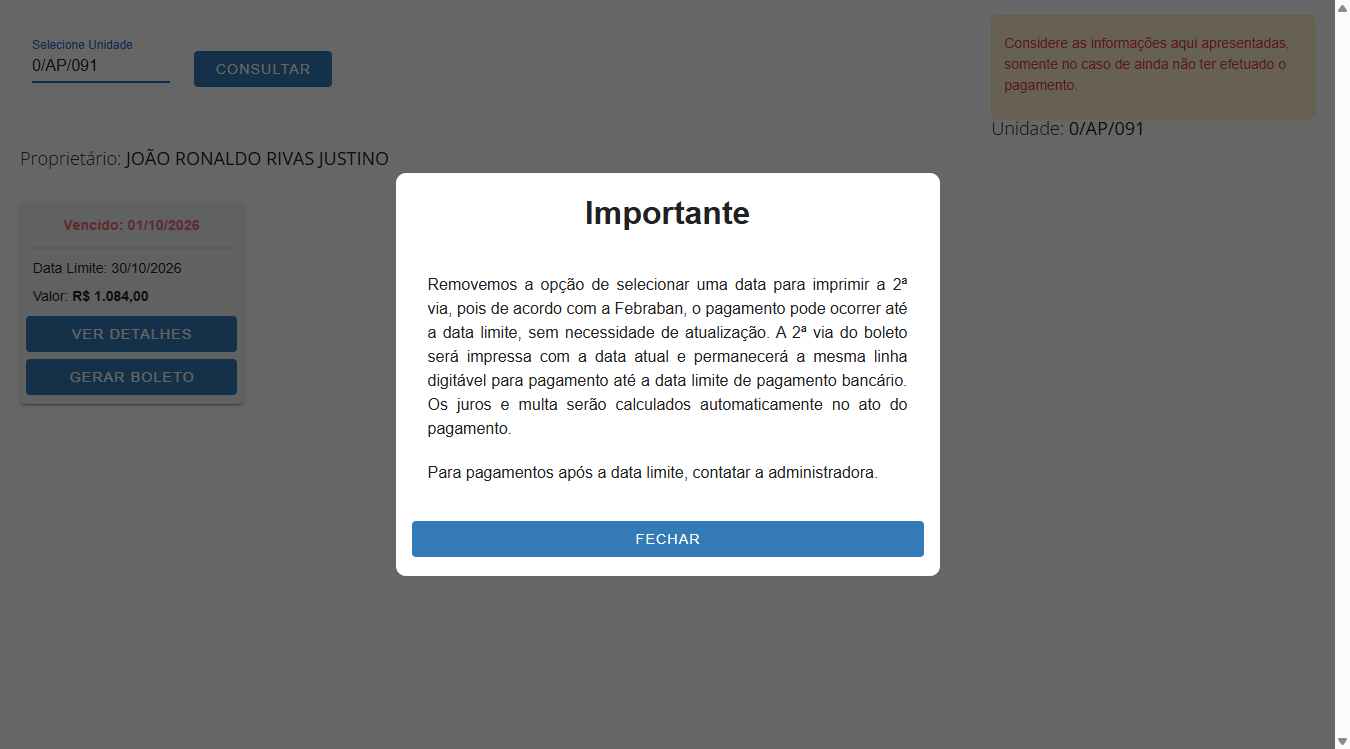 Selecione Unidade
0/AP/091
CONSULTAR
Considere as informações aqui apresentadas,
somente no caso de ainda não ter efetuado o
pagamento.
Unidade: 0/AP/091
Proprietário: JOÃO RONALDO RIVAS JUSTINO
Vencido: 01/10/2026
Data Limite: 30/10/2026
Valor: R$ 1.084,00
VER DETALHES
GERAR BOLETO
Importante
Removemos a opção de selecionar uma data para imprimir a 2ª
via, pois de acordo com a Febraban, o pagamento pode ocorrer até
a data limite, sem necessidade de atualização. A 2ª via do boleto
será impressa com a data atual e permanecerá a mesma linha
digitável para pagamento até a data limite de pagamento bancário.
Os juros e multa serão calculados automaticamente no ato do
pagamento.
Para pagamentos após a data limite, contatar a administradora.
FECHAR